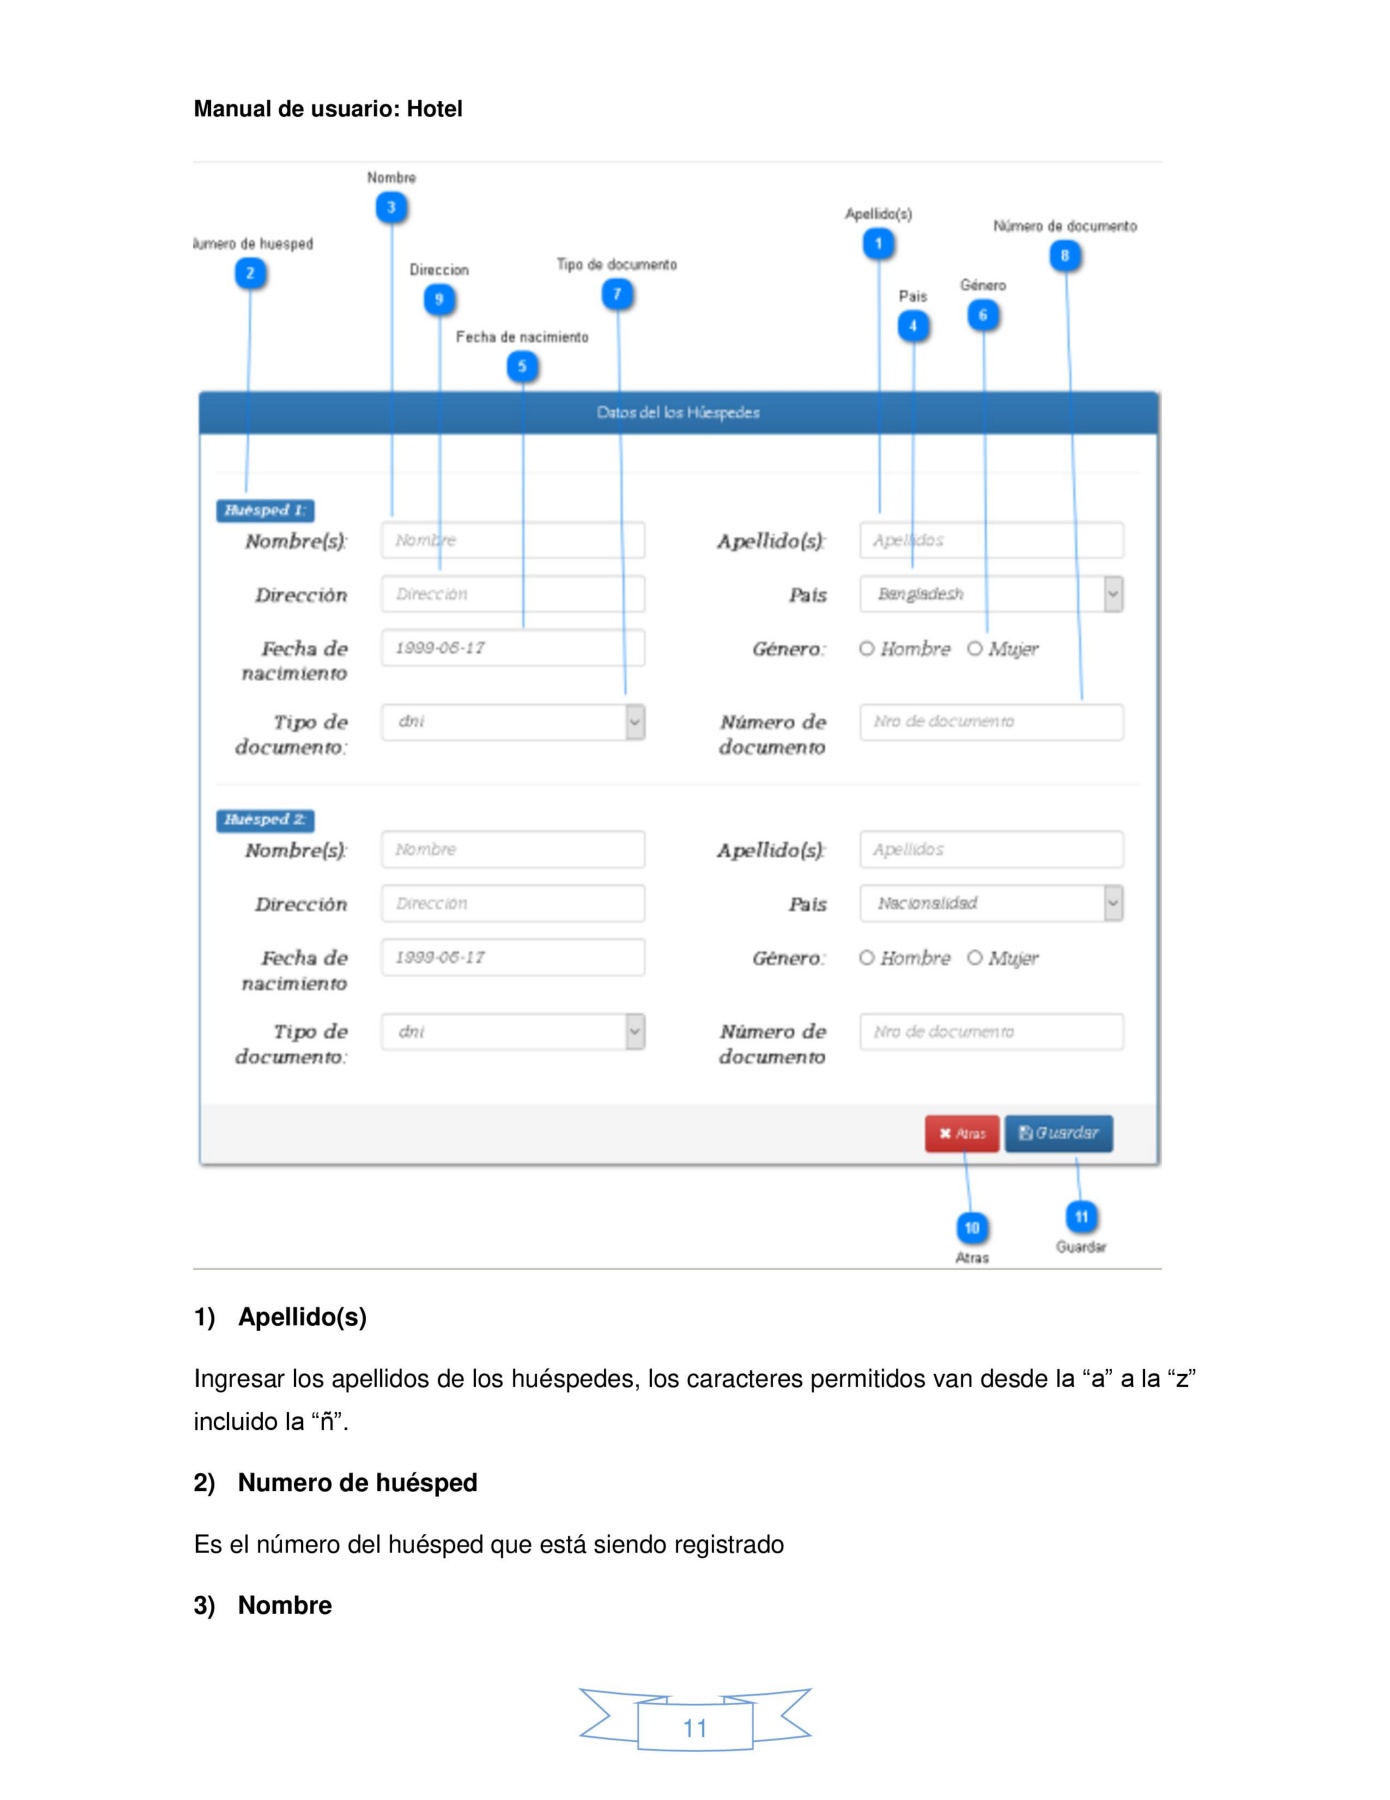 Manual de usuario: Hotel
Nombre
3
Apellido(s)
1
Número de documento
8
Numero de huesped
2
Direccion
9
Tipo de documento
7
Género
6
Pais
4
Fecha de nacimiento
5
Datos del los Húespedes
Huésped 1:
Nombre(s): Nombre Apellido(s): Apellidos
Dirección Dirección País Bangladesh
Fecha de nacimiento 1999-06-17 Género: Hombre Mujer
Tipo de documento: dni Número de documento Nro de documento
Huésped 2:
Nombre(s): Nombre Apellido(s): Apellidos
Dirección Dirección País Nacionalidad
Fecha de nacimiento 1999-06-17 Género: Hombre Mujer
Tipo de documento: dni Número de documento Nro de documento
Atras Guardar
10
Atras
11
Guardar
1) Apellido(s)
Ingresar los apellidos de los huéspedes, los caracteres permitidos van desde la “a” a la “z”
incluido la “ñ”.
2) Numero de huésped
Es el número del huésped que está siendo registrado
3) Nombre
11